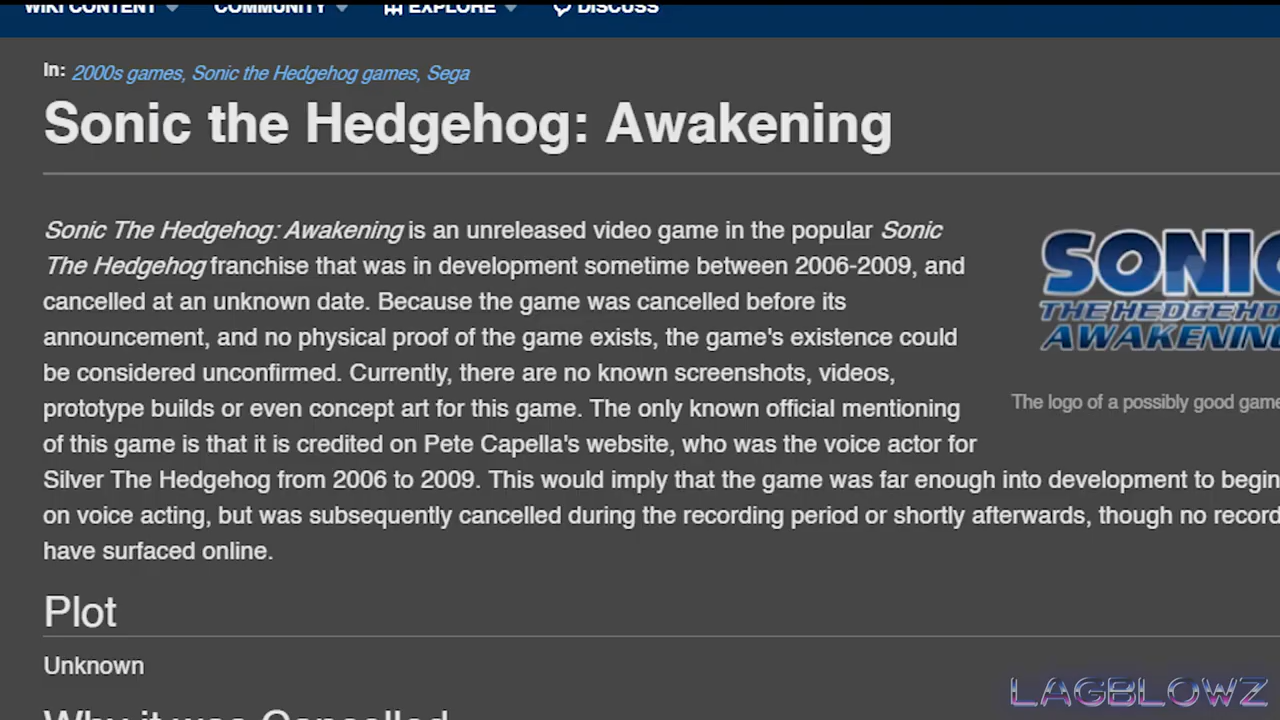 WIKI CONTENT COMMUNITY EXPLORE DISCUSS
In: 2000s games, Sonic the Hedgehog games, Sega
Sonic the Hedgehog: Awakening
Sonic The Hedgehog: Awakening is an unreleased video game in the popular Sonic
The Hedgehog franchise that was in development sometime between 2006-2009, and
cancelled at an unknown date. Because the game was cancelled before its
announcement, and no physical proof of the game exists, the game's existence could
be considered unconfirmed. Currently, there are no known screenshots, videos,
prototype builds or even concept art for this game. The only known official mentioning
of this game is that it is credited on Pete Capella's website, who was the voice actor for
Silver The Hedgehog from 2006 to 2009. This would imply that the game was far enough into development to begin
on voice acting, but was subsequently cancelled during the recording period or shortly afterwards, though no record
have surfaced online.
SONIC
THE HEDGEHO
AWAKENING
The logo of a possibly good game
Plot
Unknown
Why it was Cancelled
LAGBLOWZ